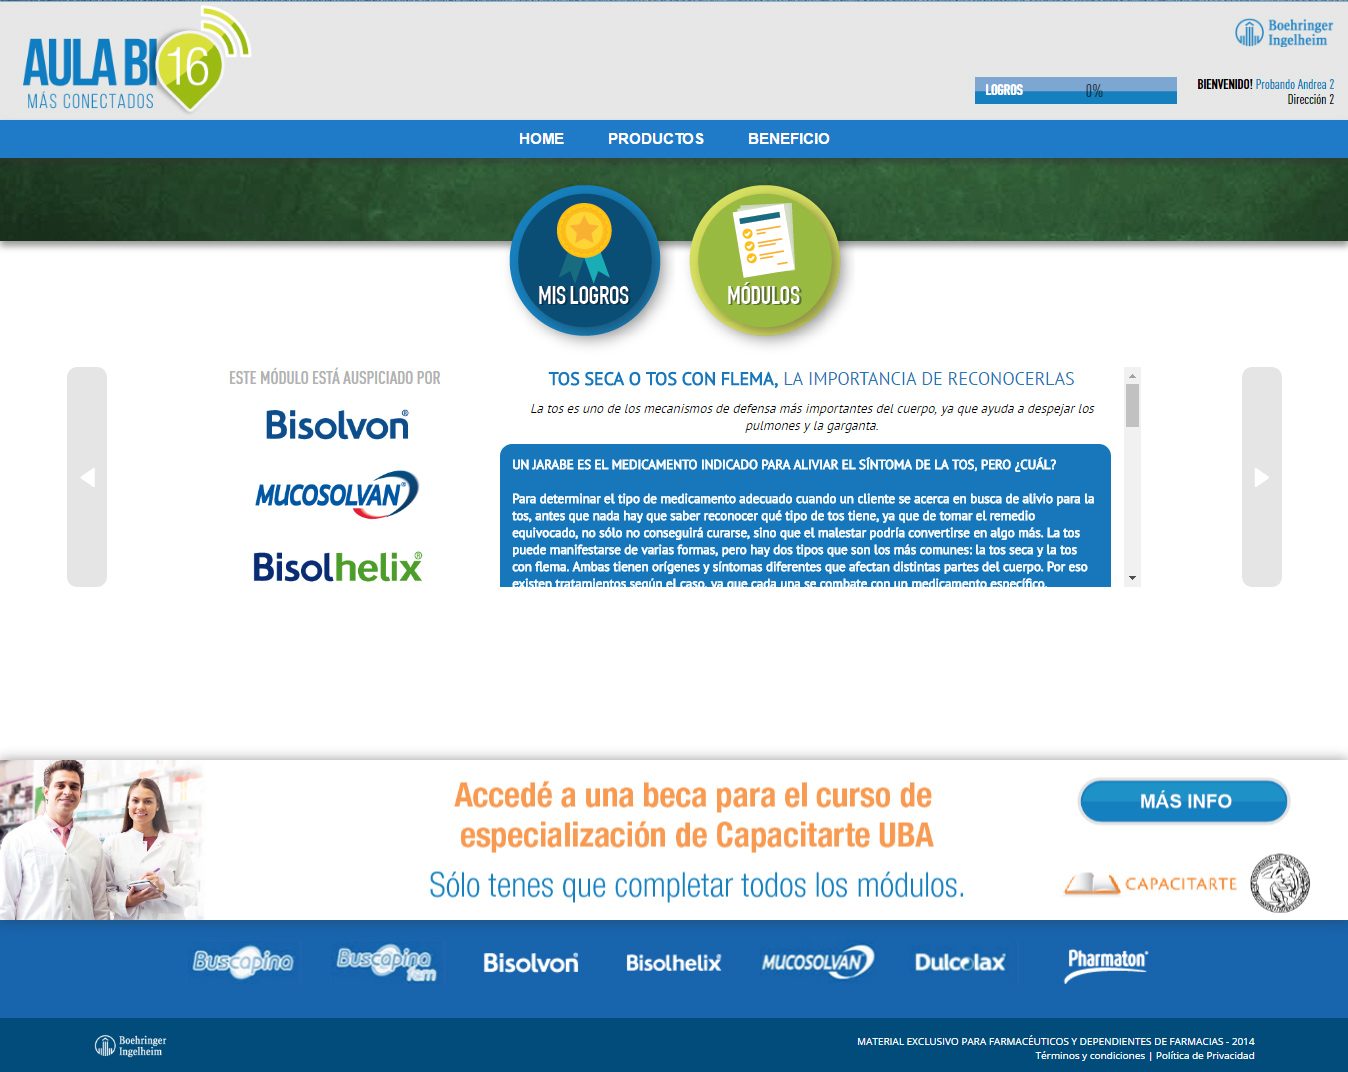 AULA BI 16
MÁS CONECTADOS
Boehringer
Ingelheim
LOGROS 0%
BIENVENIDO! Probando Andrea 2
Dirección 2
HOME PRODUCTOS BENEFICIO
MIS LOGROS
MÓDULOS
ESTE MÓDULO ESTÁ AUSPICIADO POR
Bisolvon®
MUCOSOLVAN®
Bisolhelix®
TOS SECA O TOS CON FLEMA, LA IMPORTANCIA DE RECONOCERLAS
La tos es uno de los mecanismos de defensa más importantes del cuerpo, ya que ayuda a despejar los
pulmones y la garganta.
UN JARABE ES EL MEDICAMENTO INDICADO PARA ALIVIAR EL SÍNTOMA DE LA TOS, PERO ¿CUÁL?
Para determinar el tipo de medicamento adecuado cuando un cliente se acerca en busca de alivio para la
tos, antes que nada hay que saber reconocer qué tipo de tos tiene, ya que de tomar el remedio
equivocado, no sólo no conseguirá curarse, sino que el malestar podría convertirse en algo más. La tos
puede manifestarse de varias formas, pero hay dos tipos que son los más comunes: la tos seca y la tos
con flema. Ambas tienen orígenes y síntomas diferentes que afectan distintas partes del cuerpo. Por eso
existen tratamientos según el caso, ya que cada una se combate con un medicamento específico.
Accedé a una beca para el curso de
especialización de Capacitarte UBA
Sólo tenes que completar todos los módulos.
MÁS INFO
CAPACITARTE
Buscapina
Buscapina fem
Bisolvon
Bisolhelix
MUCOSOLVAN
Dulcolax
Pharmaton®
Boehringer
Ingelheim
MATERIAL EXCLUSIVO PARA FARMACÉUTICOS Y DEPENDIENTES DE FARMACIAS - 2014
Términos y condiciones | Política de Privacidad